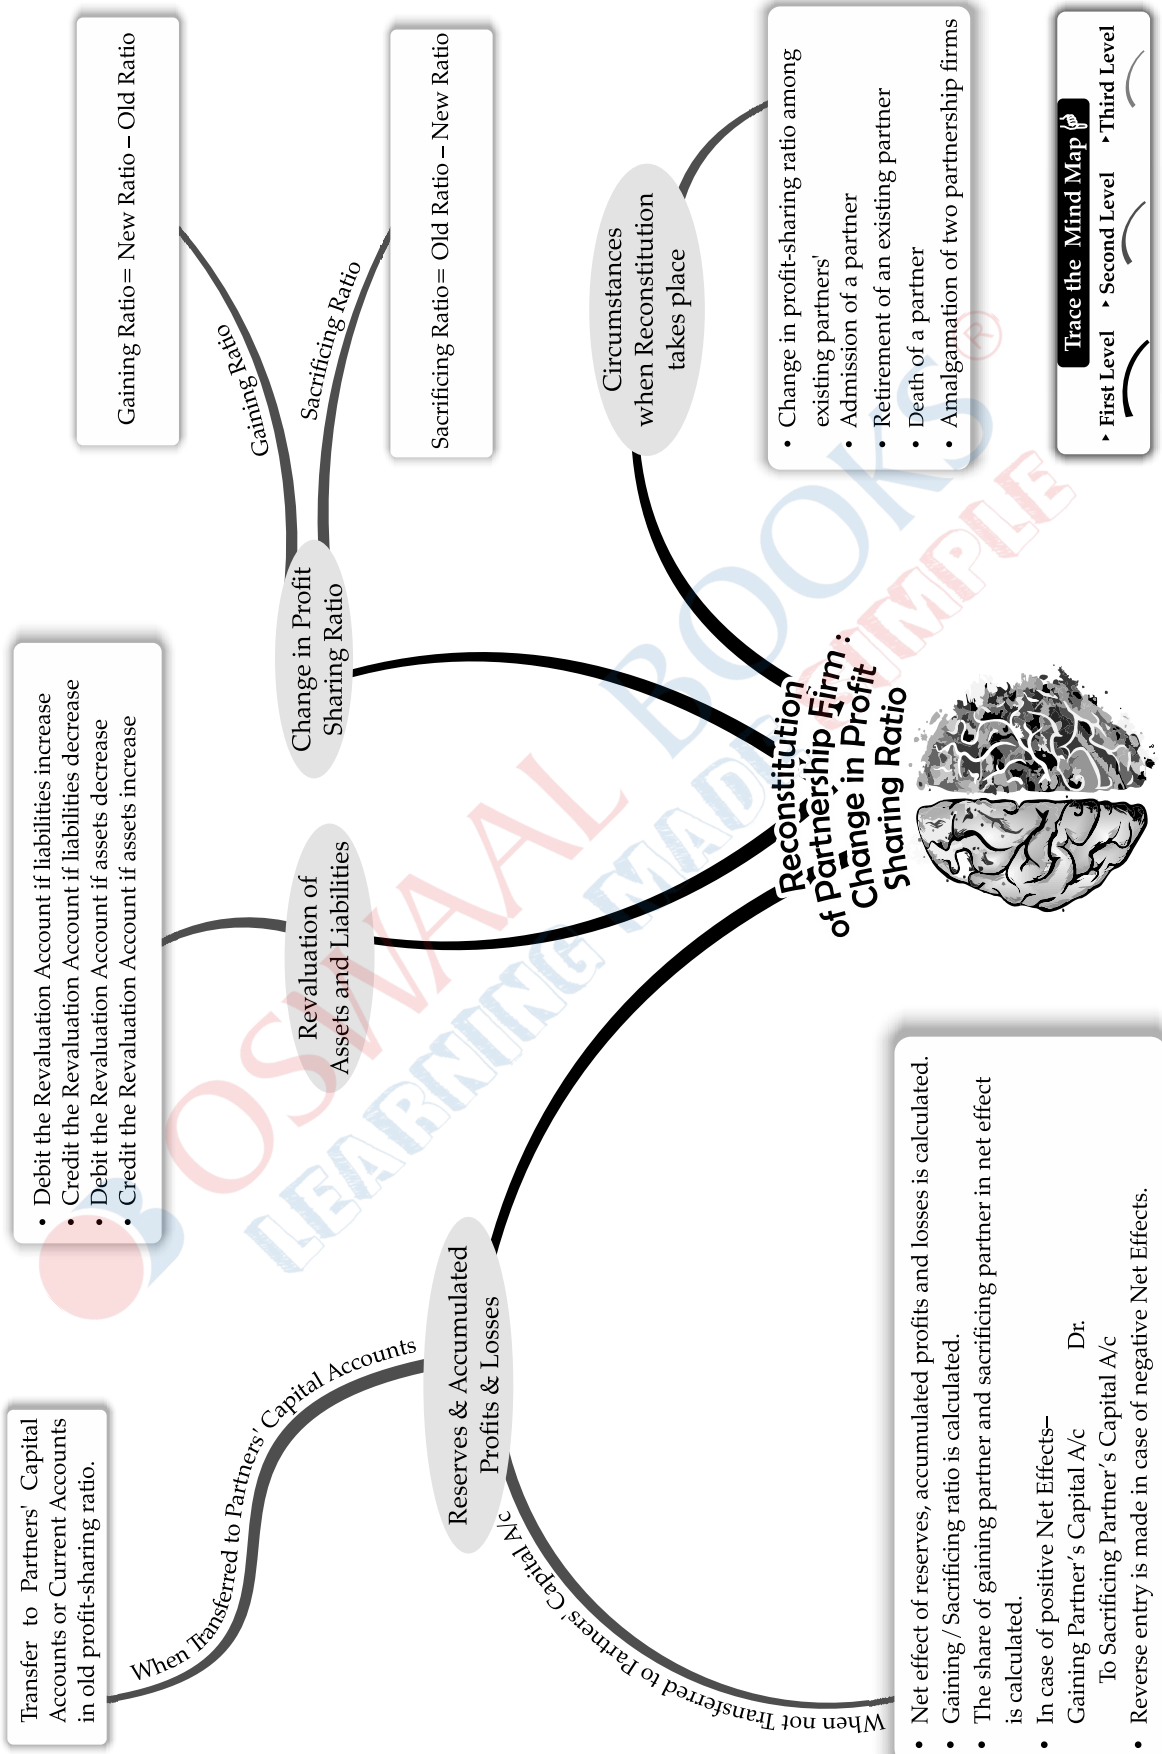 Reconstitution
of Partnership Firm :
Change in Profit
Sharing Ratio
Circumstances
when Reconstitution
takes place
• Change in profit-sharing ratio among
existing partners'
• Admission of a partner
• Retirement of an existing partner
• Death of a partner
• Amalgamation of two partnership firms
Change in Profit
Sharing Ratio
Gaining Ratio
Gaining Ratio= New Ratio – Old Ratio
Sacrificing Ratio
Sacrificing Ratio= Old Ratio – New Ratio
Revaluation of
Assets and Liabilities
• Debit the Revaluation Account if liabilities increase
• Credit the Revaluation Account if liabilities decrease
• Debit the Revaluation Account if assets decrease
• Credit the Revaluation Account if assets increase
Reserves & Accumulated
Profits & Losses
When Transferred to Partners' Capital Accounts
Transfer to Partners' Capital
Accounts or Current Accounts
in old profit-sharing ratio.
When not Transferred to Partners' Capital A/c
• Net effect of reserves, accumulated profits and losses is calculated.
• Gaining / Sacrificing ratio is calculated.
• The share of gaining partner and sacrificing partner in net effect
is calculated.
• In case of positive Net Effects–
Gaining Partner's Capital A/c Dr.
To Sacrificing Partner's Capital A/c
• Reverse entry is made in case of negative Net Effects.
Trace the Mind Map
▸ First Level ▸ Second Level ▸ Third Level
OSWAAL BOOKS®
LEARNING MADE SIMPLE